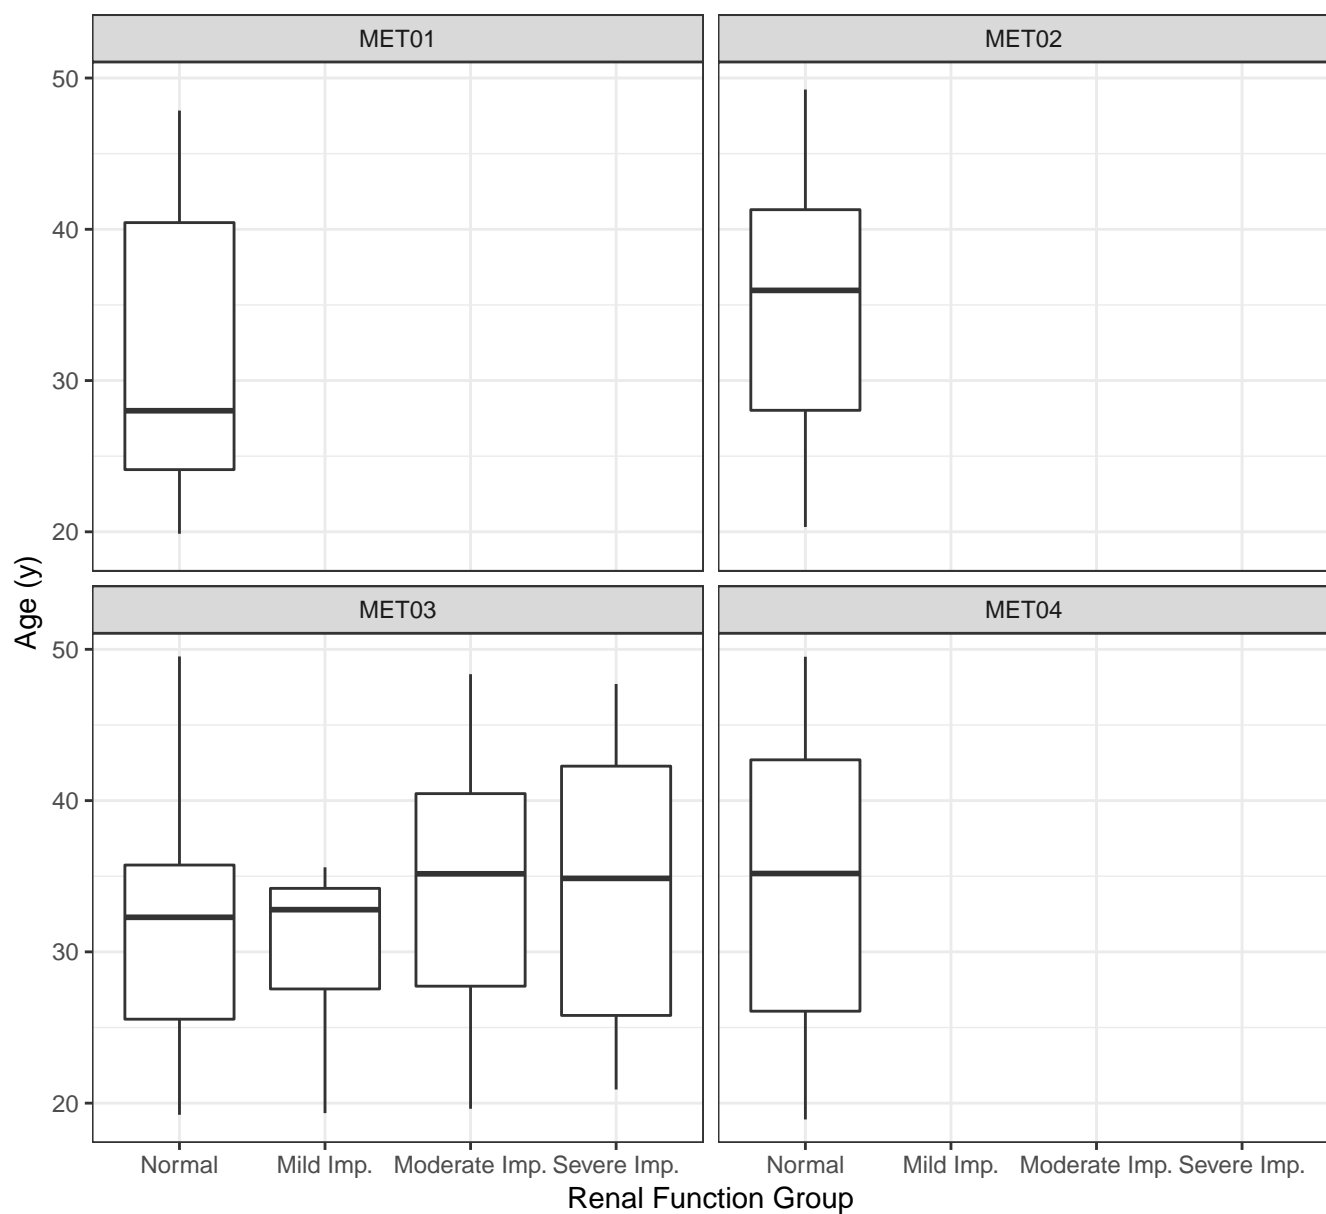 MET01
MET02
50
40
30
20
MET03
MET04
50
40
30
20
Age (y)
Normal Mild Imp. Moderate Imp. Severe Imp.
Normal Mild Imp. Moderate Imp. Severe Imp.
Renal Function Group